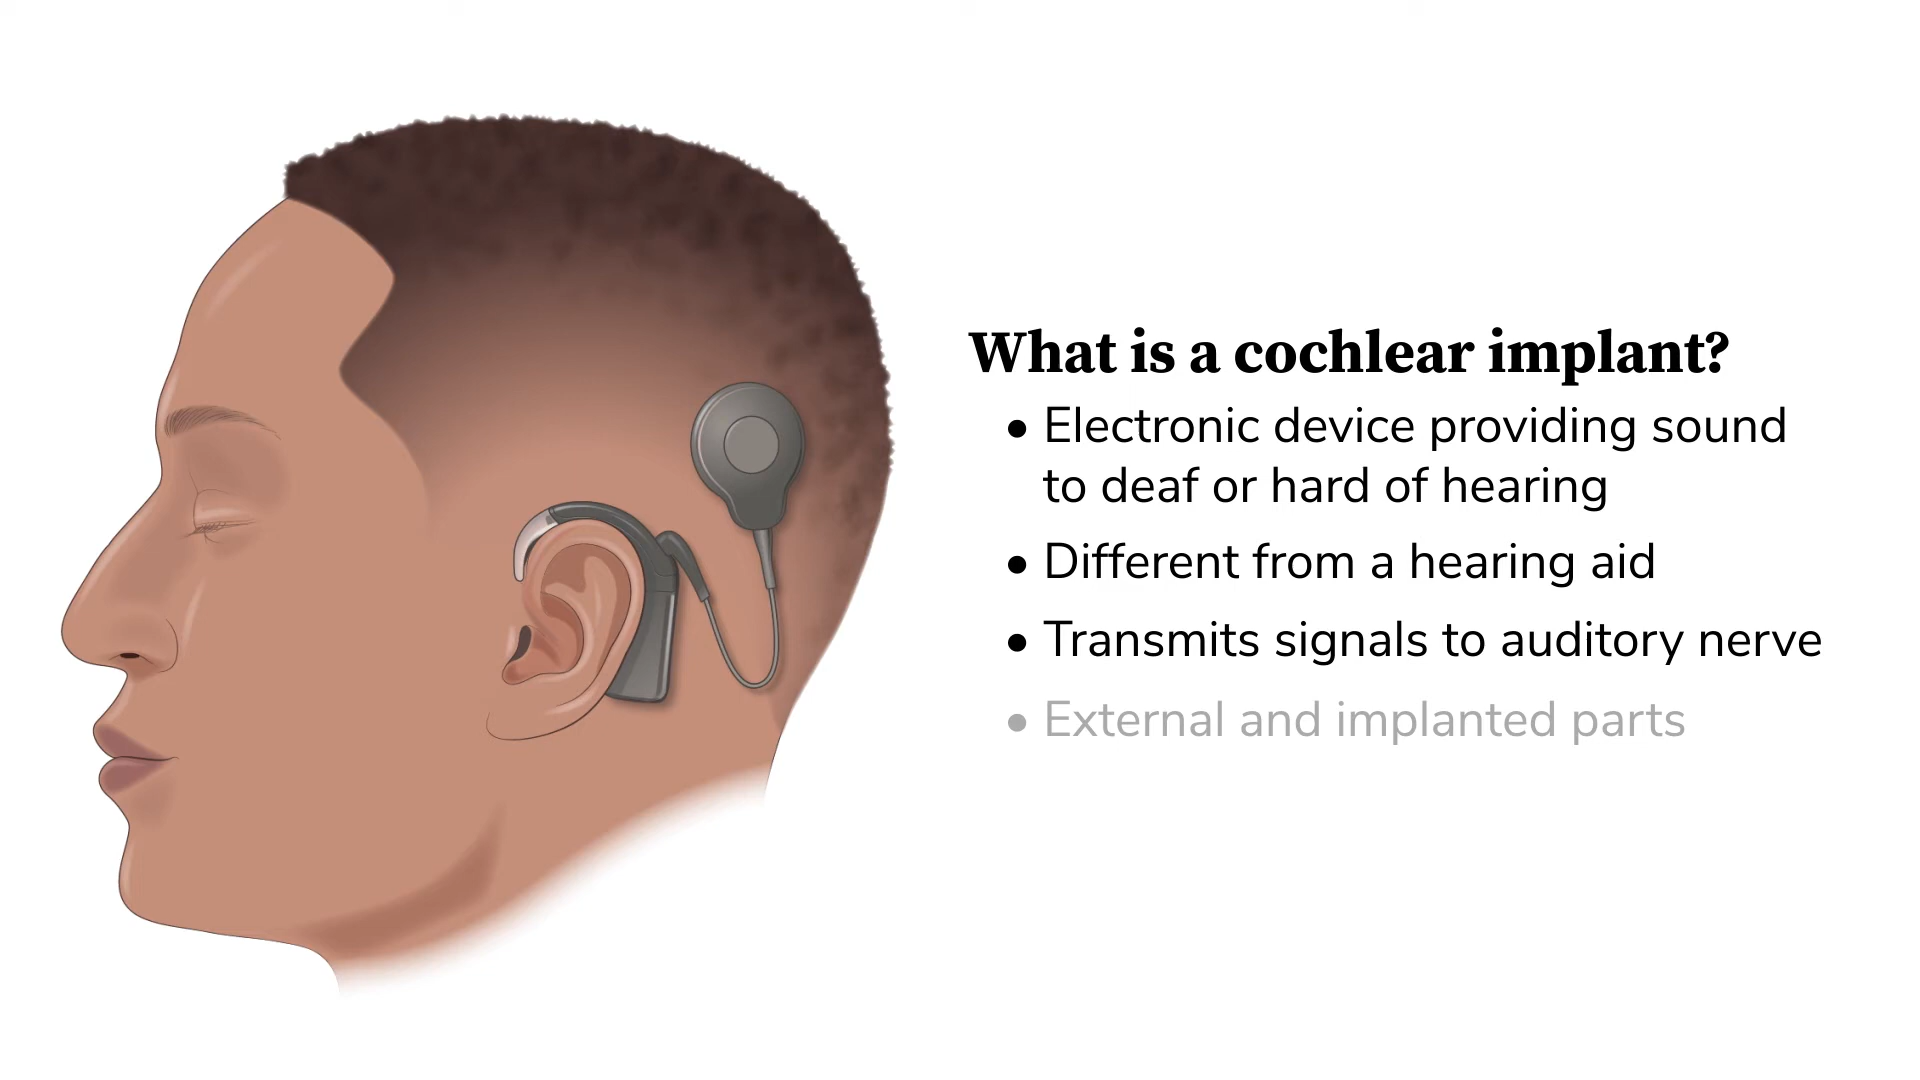 What is a cochlear implant?
• Electronic device providing sound
to deaf or hard of hearing
• Different from a hearing aid
• Transmits signals to auditory nerve
• External and implanted parts